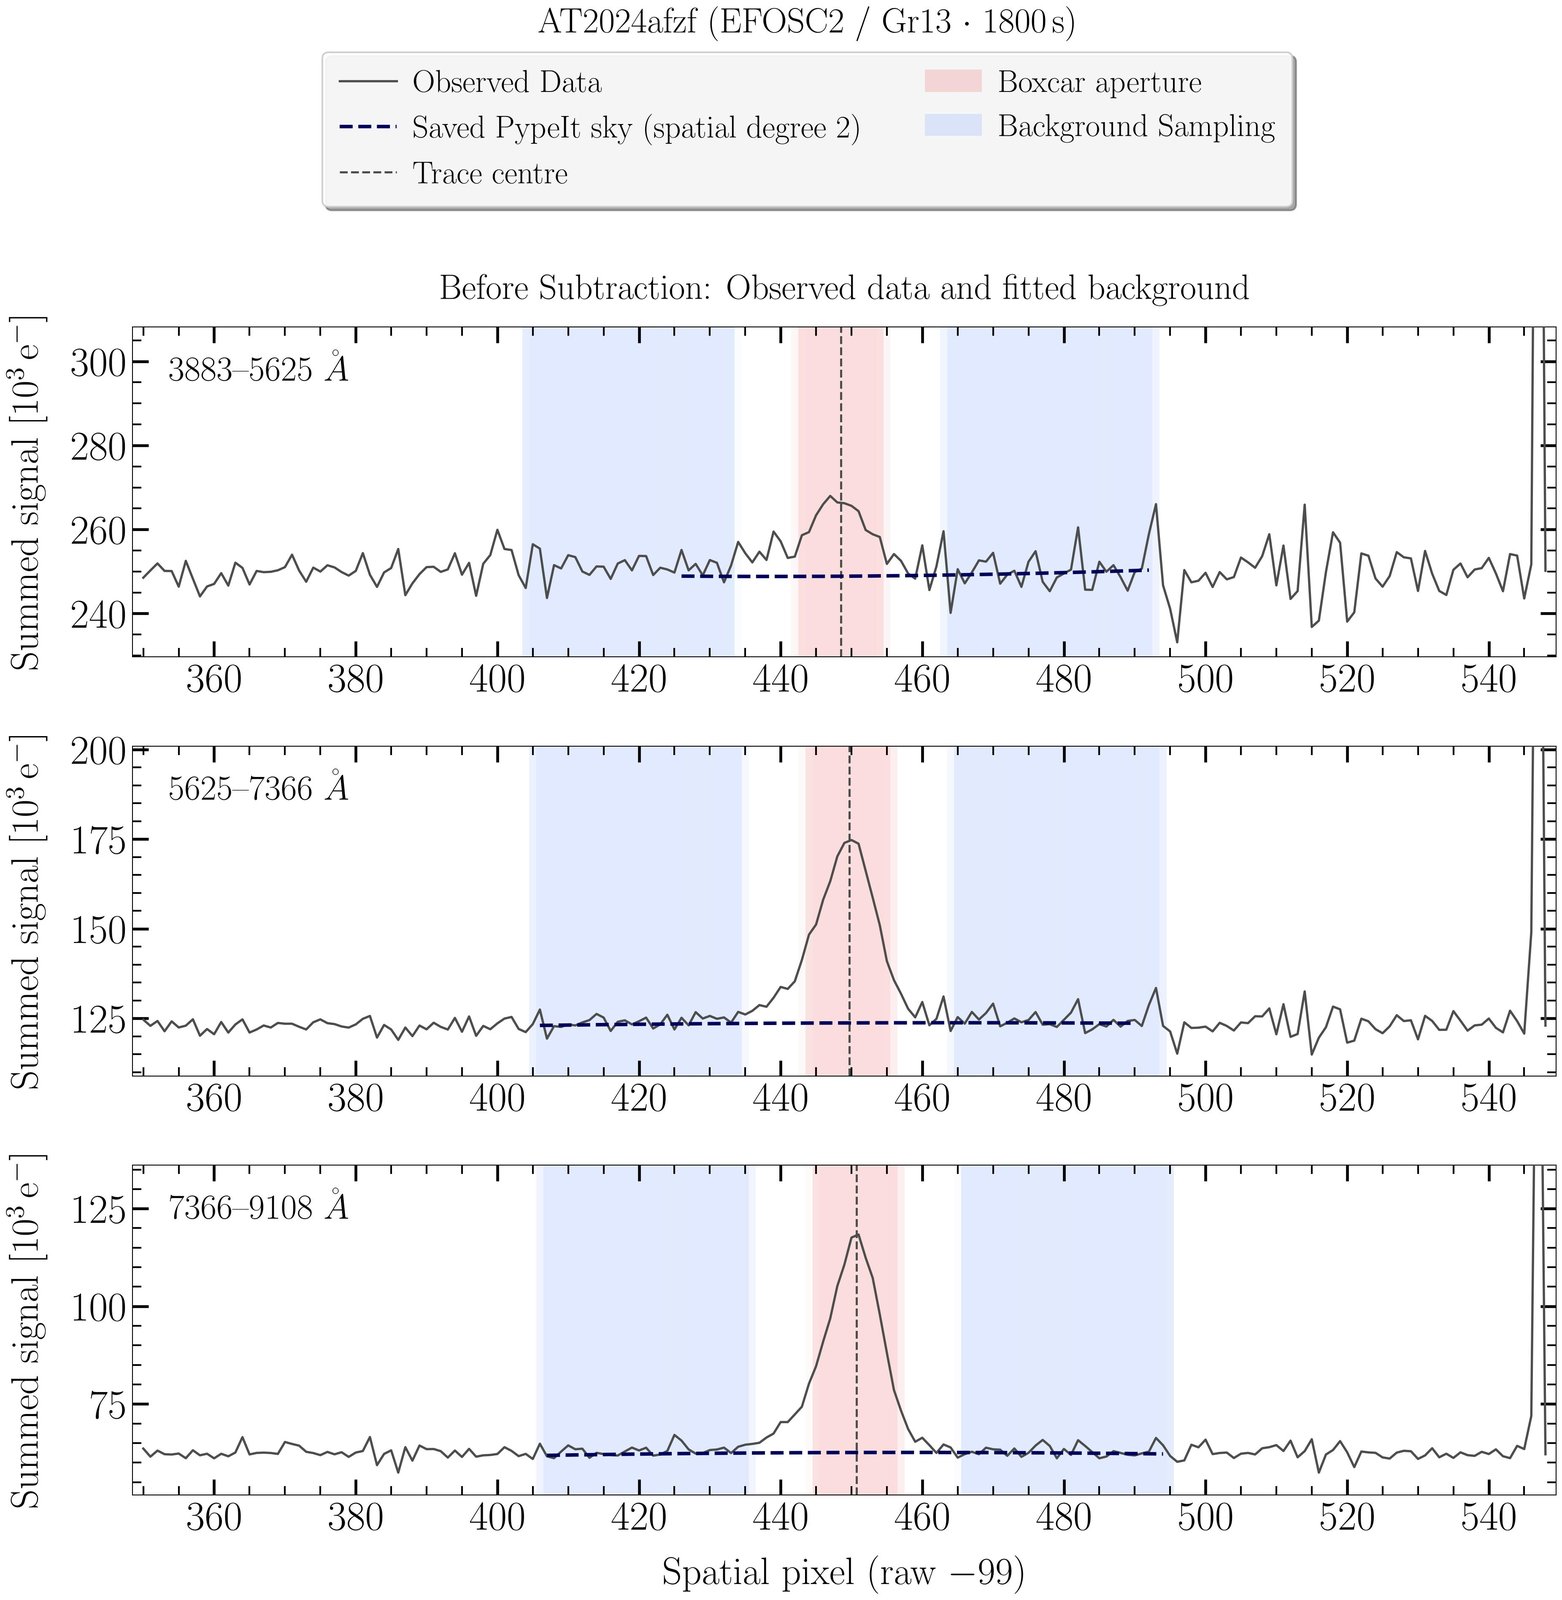 AT2024afzf (EFOSC2 / Gr13 · 1800 s)
Observed Data
Saved PypeIt sky (spatial degree 2)
Trace centre
Boxcar aperture
Background Sampling
Before Subtraction: Observed data and fitted background
Summed signal [10³ e⁻]
3883–5625 Å
300
280
260
240
360 380 400 420 440 460 480 500 520 540
Summed signal [10³ e⁻]
5625–7366 Å
200
175
150
125
360 380 400 420 440 460 480 500 520 540
Summed signal [10³ e⁻]
7366–9108 Å
125
100
75
360 380 400 420 440 460 480 500 520 540
Spatial pixel (raw −99)